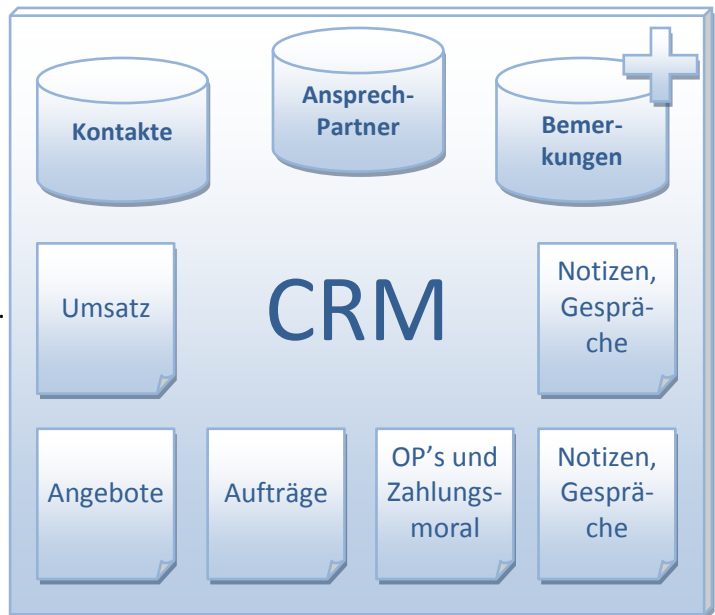 Kontakte
Ansprech-
Partner
Bemer-
kungen
Umsatz
CRM
Notizen,
Gesprä-
che
.
Angebote
Aufträge
OP's und
Zahlungs-
moral
Notizen,
Gesprä-
che